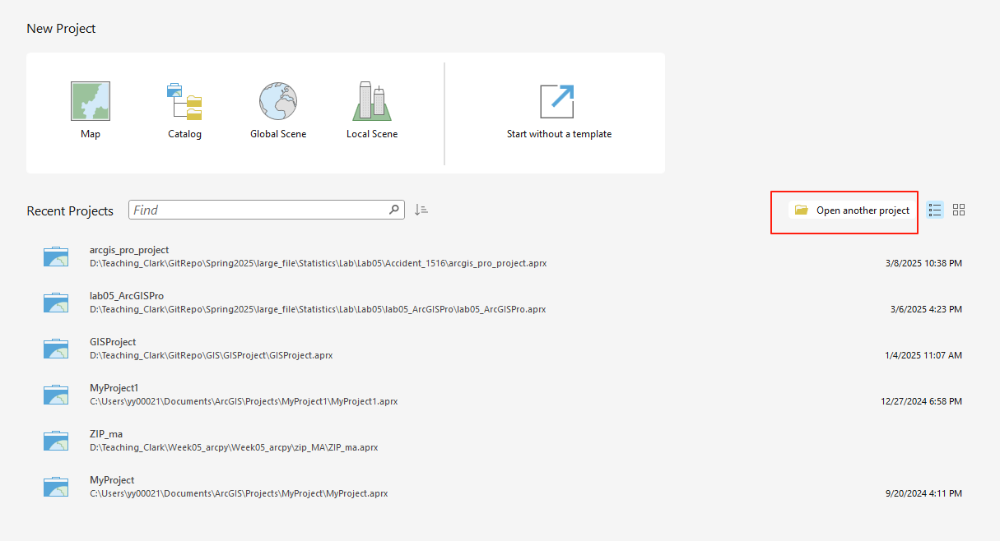 New Project
Map
Catalog
Global Scene
Local Scene
Start without a template
Recent Projects
Find
Open another project
arcgis_pro_project
D:\Teaching_Clark\GitRepo\Spring2025\large_file\Statistics\Lab\Lab05\Accident_1516\arcgis_pro_project.aprx
3/8/2025 10:38 PM
lab05_ArcGISPro
D:\Teaching_Clark\GitRepo\Spring2025\large_file\Statistics\Lab\Lab05\lab05_ArcGISPro\lab05_ArcGISPro.aprx
3/6/2025 4:23 PM
GISProject
D:\Teaching_Clark\GitRepo\GIS\GISProject\GISProject.aprx
1/4/2025 11:07 AM
MyProject1
C:\Users\yy00021\Documents\ArcGIS\Projects\MyProject1\MyProject1.aprx
12/27/2024 6:58 PM
ZIP_ma
D:\Teaching_Clark\Week05_arcpy\Week05_arcpy\zip_MA\ZIP_ma.aprx
MyProject
C:\Users\yy00021\Documents\ArcGIS\Projects\MyProject\MyProject.aprx
9/20/2024 4:11 PM